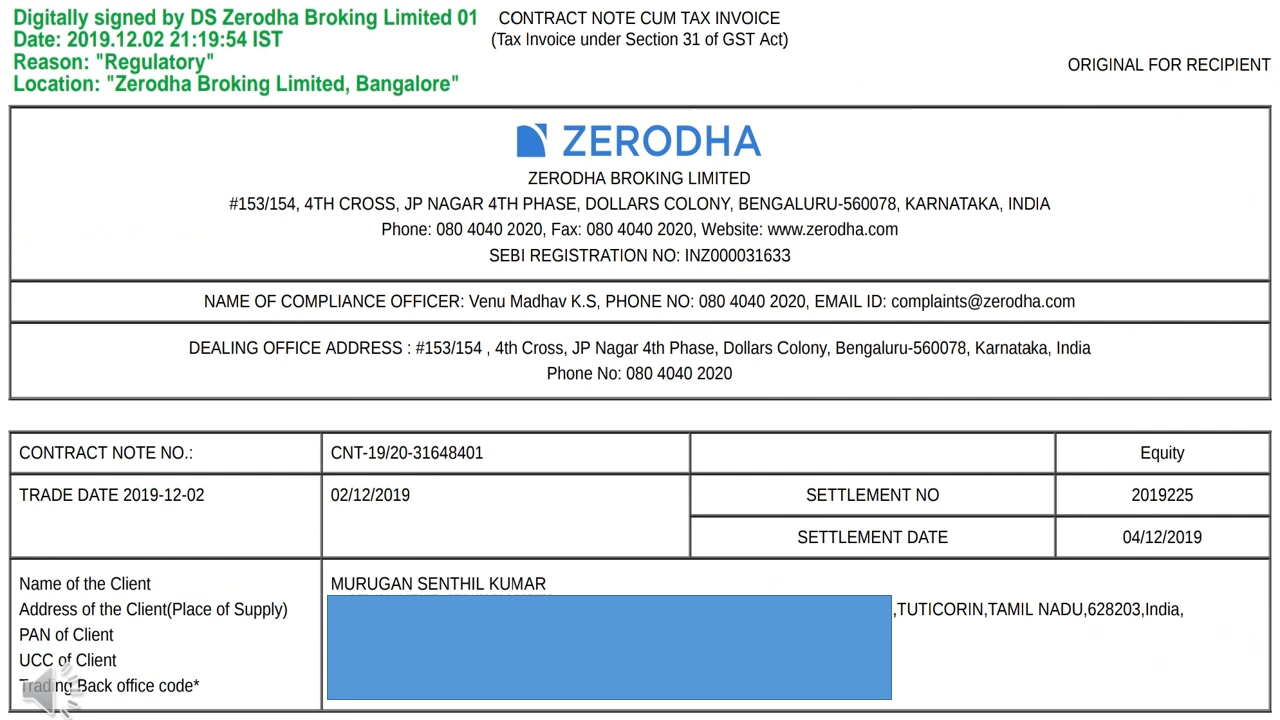 Digitally signed by DS Zerodha Broking Limited 01
Date: 2019.12.02 21:19:54 IST
Reason: "Regulatory"
Location: "Zerodha Broking Limited, Bangalore"
CONTRACT NOTE CUM TAX INVOICE
(Tax Invoice under Section 31 of GST Act)
ORIGINAL FOR RECIPIENT
ZERODHA
ZERODHA BROKING LIMITED
#153/154, 4TH CROSS, JP NAGAR 4TH PHASE, DOLLARS COLONY, BENGALURU-560078, KARNATAKA, INDIA
Phone: 080 4040 2020, Fax: 080 4040 2020, Website: www.zerodha.com
SEBI REGISTRATION NO: INZ000031633
NAME OF COMPLIANCE OFFICER: Venu Madhav K.S, PHONE NO: 080 4040 2020, EMAIL ID: complaints@zerodha.com
DEALING OFFICE ADDRESS : #153/154 , 4th Cross, JP Nagar 4th Phase, Dollars Colony, Bengaluru-560078, Karnataka, India
Phone No: 080 4040 2020
CONTRACT NOTE NO.: CNT-19/20-31648401 Equity
TRADE DATE 2019-12-02 02/12/2019 SETTLEMENT NO 2019225
SETTLEMENT DATE 04/12/2019
Name of the Client MURUGAN SENTHIL KUMAR
Address of the Client(Place of Supply) ,TUTICORIN,TAMIL NADU,628203,India,
PAN of Client
UCC of Client
Trading Back office code*